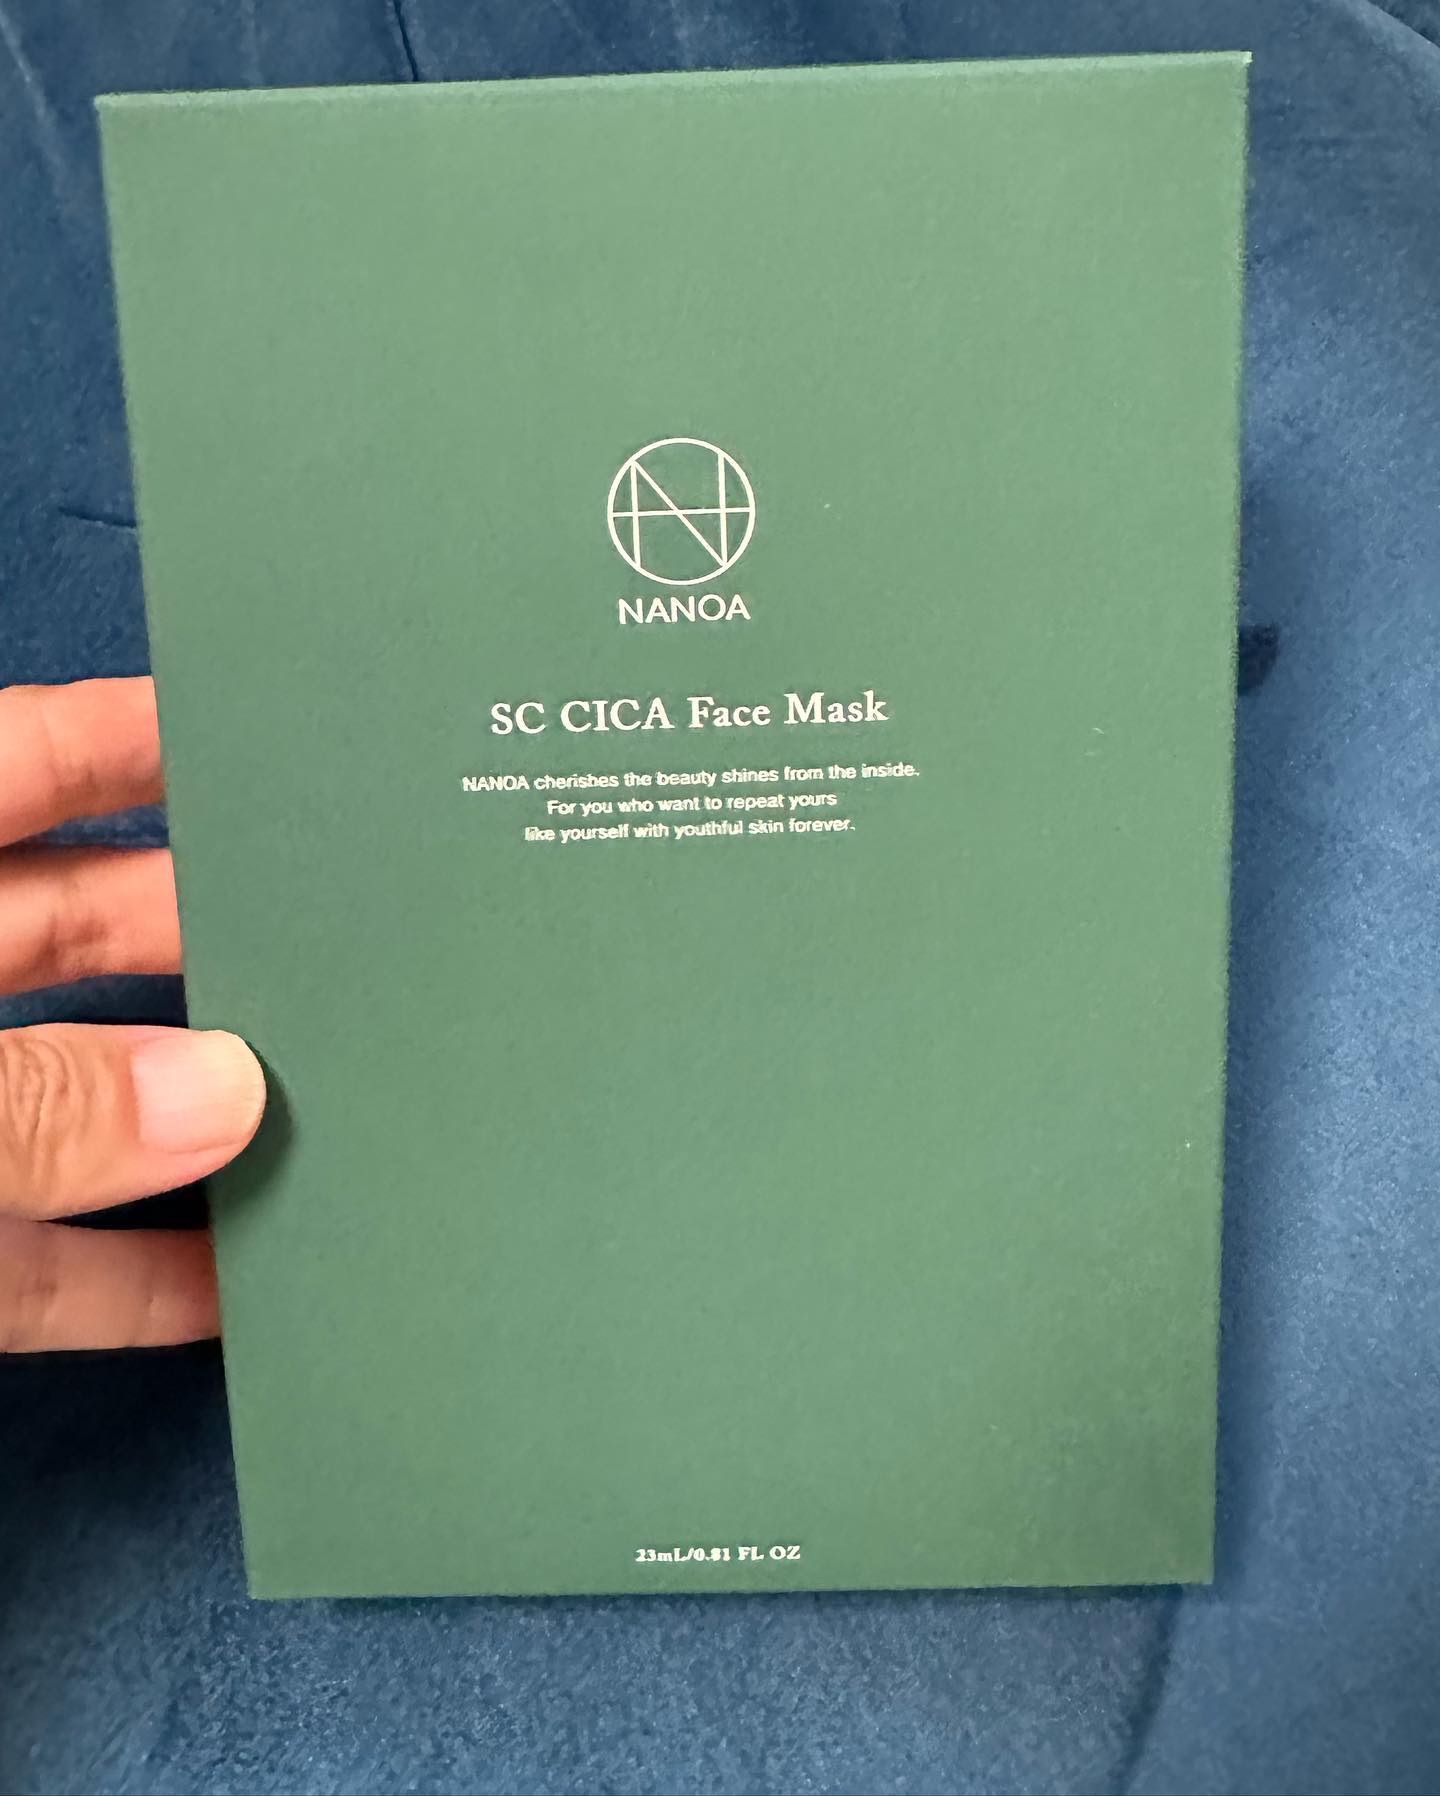 NANOA
SC CICA Face Mask
NANOA cherishes the beauty shines from the inside.
For you who want to repeat yours
like yourself with youthful skin forever.
23mL/0.81 FL OZ